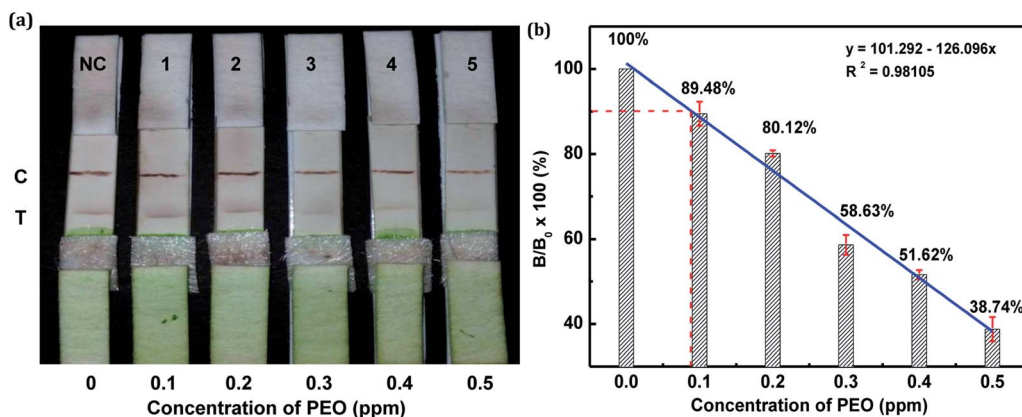 (a)
NC 1 2 3 4 5
C
T
0 0.1 0.2 0.3 0.4 0.5
Concentration of PEO (ppm)
(b)
y = 101.292 - 126.096x
R 2 = 0.98105
100%
89.48%
80.12%
58.63%
51.62%
38.74%
B/B0 x 100 (%)
100
80
60
40
0.0 0.1 0.2 0.3 0.4 0.5
Concentration of PEO (ppm)